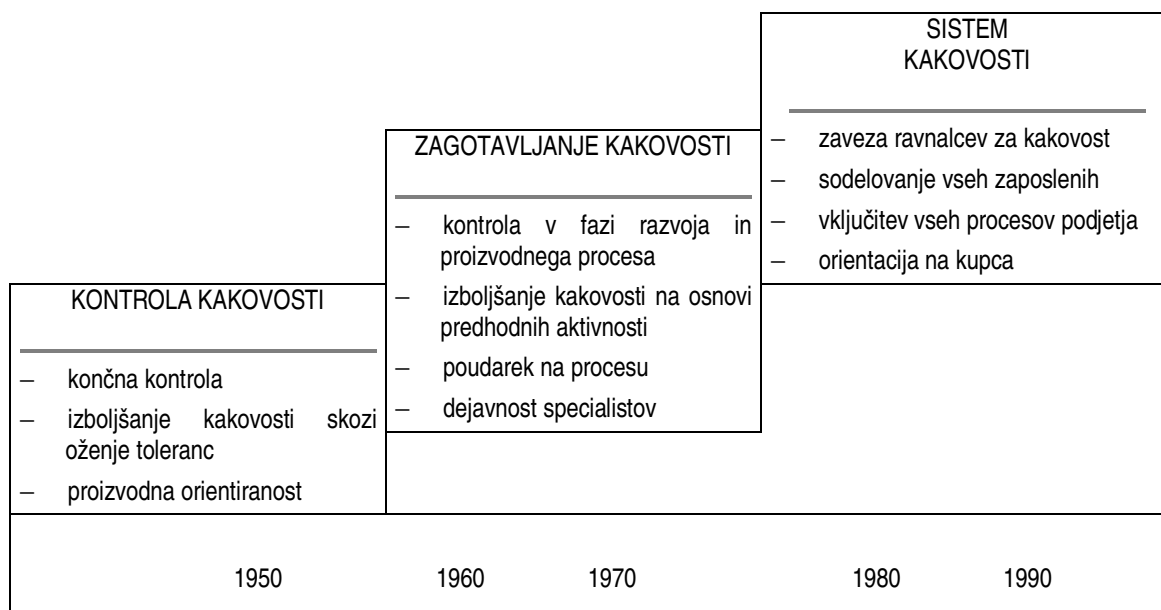 SISTEM
KAKOVOSTI
– zaveza ravnalcev za kakovost
– sodelovanje vseh zaposlenih
– vključitev vseh procesov podjetja
– orientacija na kupca
ZAGOTAVLJANJE KAKOVOSTI
– kontrola v fazi razvoja in
proizvodnega procesa
– izboljšanje kakovosti na osnovi
predhodnih aktivnosti
– poudarek na procesu
– dejavnost specialistov
KONTROLA KAKOVOSTI
– končna kontrola
– izboljšanje kakovosti skozi
oženje toleranc
– proizvodna orientiranost
1950 1960 1970 1980 1990